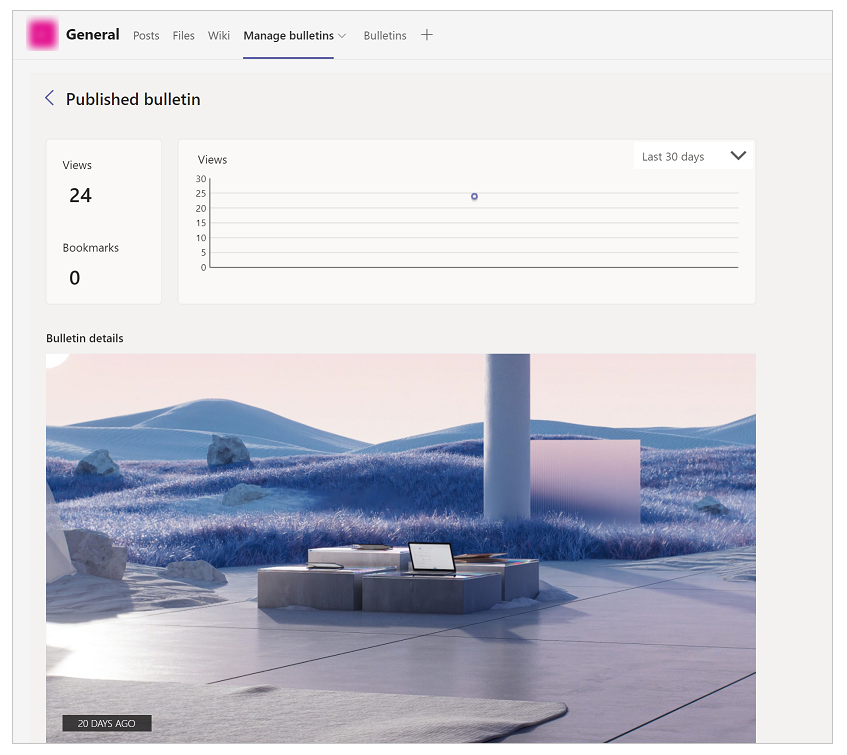 General Posts Files Wiki Manage bulletins Bulletins
Published bulletin
Views
24
Bookmarks
0
Views
Last 30 days
30
25
20
15
10
5
0
Bulletin details
20 DAYS AGO